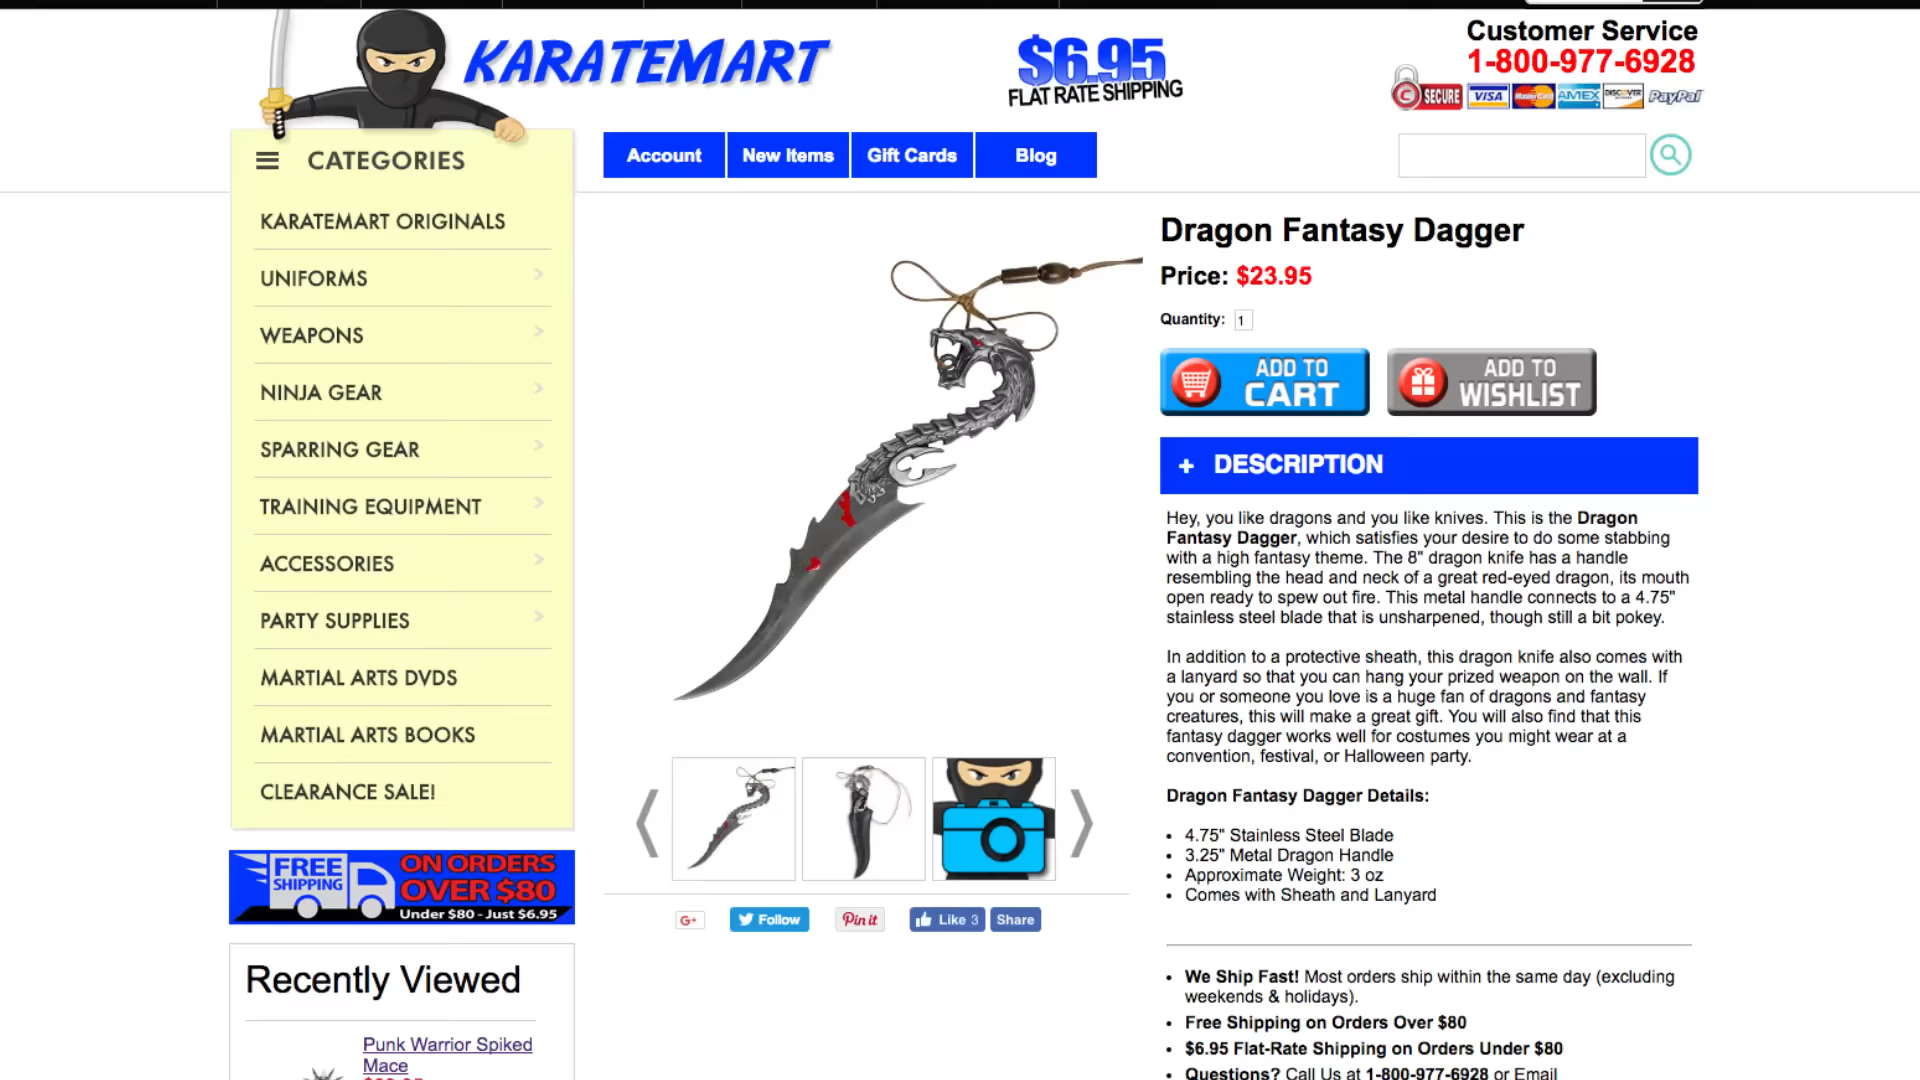 KARATEMART
$6.95
FLAT RATE SHIPPING
Customer Service
1-800-977-6928
SECURE
VISA
MasterCard
AMEX
DISCOVER
PayPal
CATEGORIES
Account
New Items
Gift Cards
Blog
KARATEMART ORIGINALS
UNIFORMS
WEAPONS
NINJA GEAR
SPARRING GEAR
TRAINING EQUIPMENT
ACCESSORIES
PARTY SUPPLIES
MARTIAL ARTS DVDS
MARTIAL ARTS BOOKS
CLEARANCE SALE!
FREE
SHIPPING
ON ORDERS
OVER $80
Under $80 - Just $6.95
Recently Viewed
Punk Warrior Spiked
Mace
G+
Follow
Pin it
Like 3
Share
Dragon Fantasy Dagger
Price: $23.95
Quantity: 1
ADD TO
CART
ADD TO
WISHLIST
+ DESCRIPTION
Hey, you like dragons and you like knives. This is the Dragon
Fantasy Dagger, which satisfies your desire to do some stabbing
with a high fantasy theme. The 8" dragon knife has a handle
resembling the head and neck of a great red-eyed dragon, its mouth
open ready to spew out fire. This metal handle connects to a 4.75"
stainless steel blade that is unsharpened, though still a bit pokey.
In addition to a protective sheath, this dragon knife also comes with
a lanyard so that you can hang your prized weapon on the wall. If
you or someone you love is a huge fan of dragons and fantasy
creatures, this will make a great gift. You will also find that this
fantasy dagger works well for costumes you might wear at a
convention, festival, or Halloween party.
Dragon Fantasy Dagger Details:
• 4.75" Stainless Steel Blade
• 3.25" Metal Dragon Handle
• Approximate Weight: 3 oz
• Comes with Sheath and Lanyard
• We Ship Fast! Most orders ship within the same day (excluding
weekends & holidays).
• Free Shipping on Orders Over $80
• $6.95 Flat-Rate Shipping on Orders Under $80
• Questions? Call Us at 1-800-977-6928 or Email